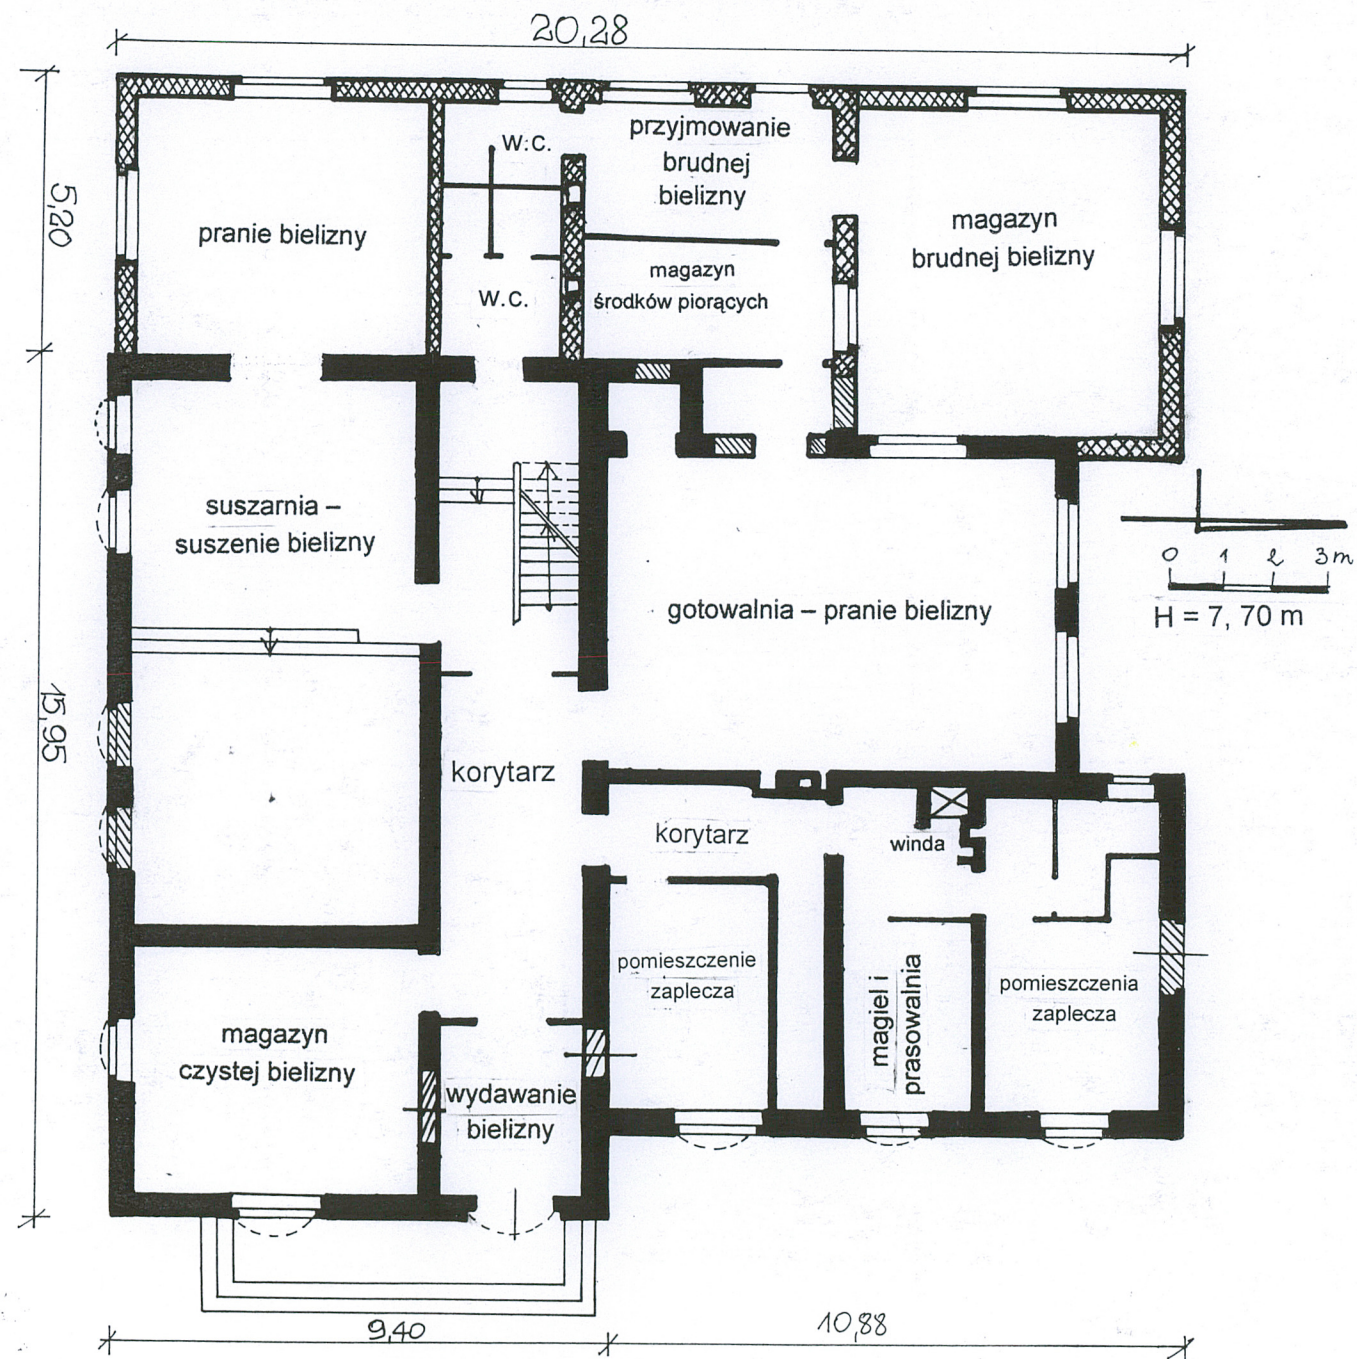 20,28
5,20
W.C.
przyjmowanie
brudnej
bielizny
pranie bielizny
magazyn
brudnej bielizny
magazyn
środków piorących
W.C.
suszarnia –
suszenie bielizny
0 1 2 3m
H = 7, 70 m
gotowalnia – pranie bielizny
15,95
korytarz
korytarz
winda
pomieszczenie
zaplecza
magiel i
prasowalnia
pomieszczenia
zaplecza
magazyn
czystej bielizny
wydawanie
bielizny
9,40
10,88